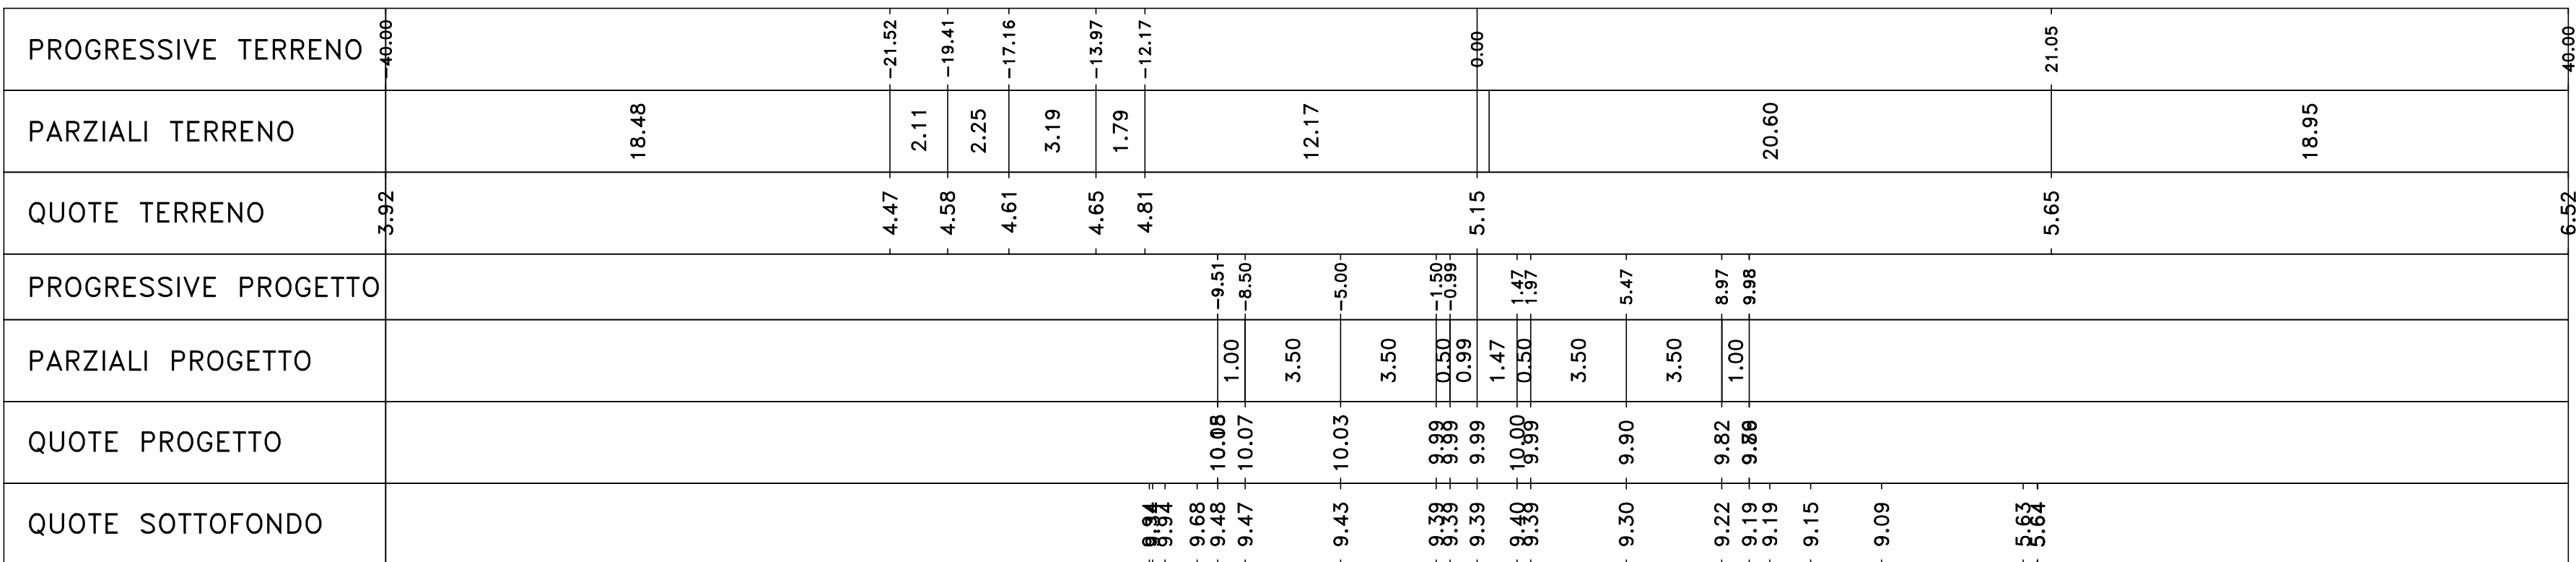 PROGRESSIVE TERRENO -40.00 -21.52 -19.41 -17.16 -13.97 -12.17 0.00 21.05 40.00
PARZIALI TERRENO 18.48 2.11 2.25 3.19 1.79 12.17 20.60 18.95
QUOTE TERRENO 3.92 4.47 4.58 4.61 4.65 4.81 5.15 5.65 6.52
PROGRESSIVE PROGETTO -9.51 -8.50 -5.00 -1.50 -0.99 1.47 1.97 5.47 8.97 9.98
PARZIALI PROGETTO 1.00 3.50 3.50 0.50 0.99 1.47 0.50 3.50 3.50 1.00
QUOTE PROGETTO 10.07 10.03 9.99 9.99 9.99 10.00 9.99 9.90 9.82
QUOTE SOTTOFONDO 9.94 9.68 9.48 9.47 9.43 9.39 9.39 9.39 9.40 9.39 9.30 9.22 9.19 9.19 9.15 9.09 5.63 5.64